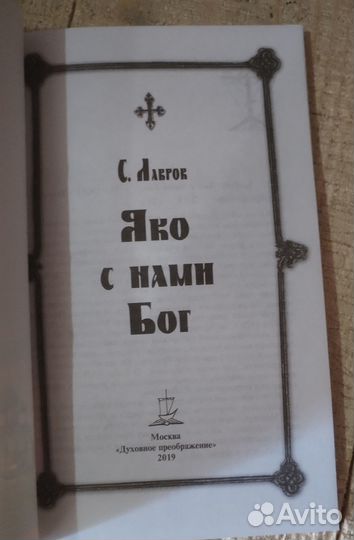 С. Лавров
Яко
с нами
Бог
Москва
«Духовное преображение»
2019
Avito